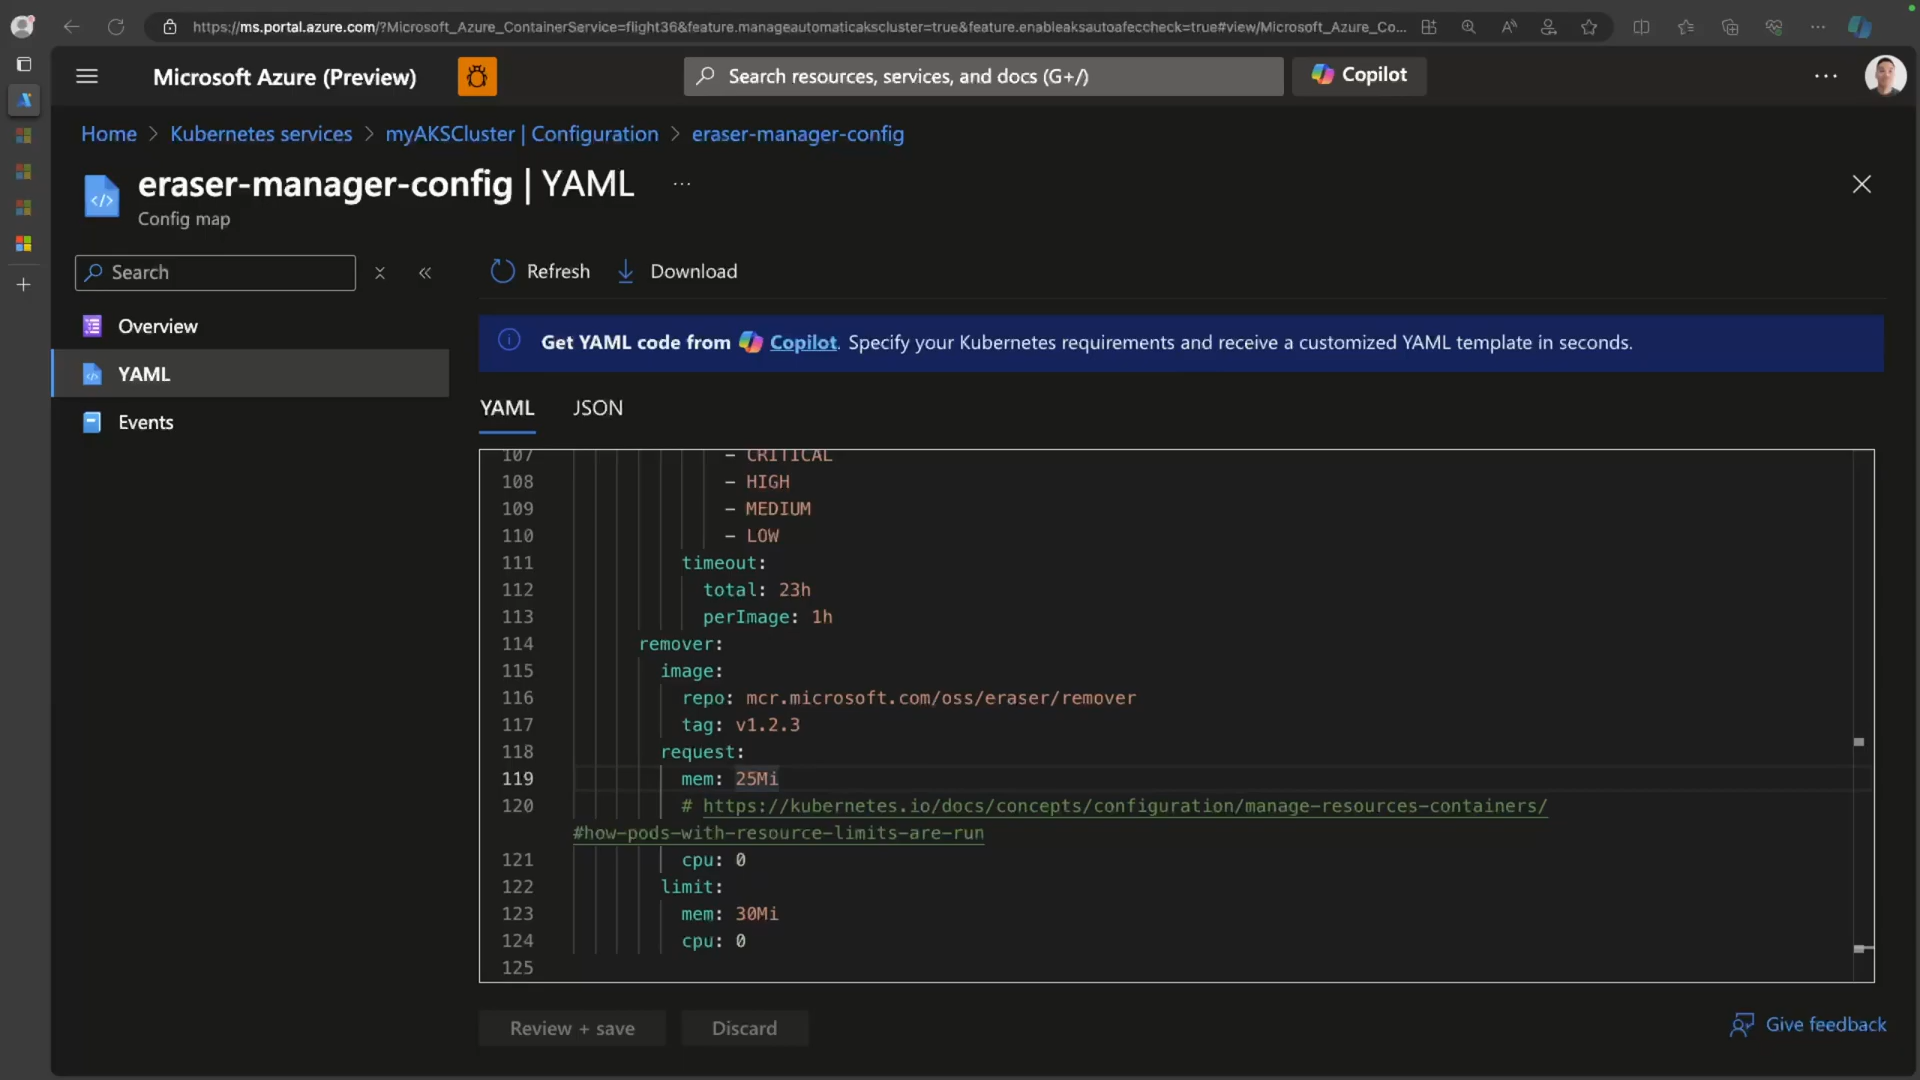 https://ms.portal.azure.com/?Microsoft_Azure_ContainerService=flight36&feature.manageautomaticakscluster=true&feature.enableaksautoafeccheck=true#view/Microsoft_Azure_Co...
Microsoft Azure (Preview)
Search resources, services, and docs (G+/)
Copilot
Home > Kubernetes services > myAKSCluster | Configuration > eraser-manager-config
eraser-manager-config | YAML ...
Config map
Search
Refresh
Download
Overview
YAML
Events
Get YAML code from Copilot. Specify your Kubernetes requirements and receive a customized YAML template in seconds.
YAML JSON
107 - CRITICAL
108 - HIGH
109 - MEDIUM
110 - LOW
111 timeout:
112 total: 23h
113 perImage: 1h
114 remover:
115 image:
116 repo: mcr.microsoft.com/oss/eraser/remover
117 tag: v1.2.3
118 request:
119 mem: 25Mi
120 # https://kubernetes.io/docs/concepts/configuration/manage-resources-containers/
#how-pods-with-resource-limits-are-run
121 cpu: 0
122 limit:
123 mem: 30Mi
124 cpu: 0
125
Review + save
Discard
Give feedback